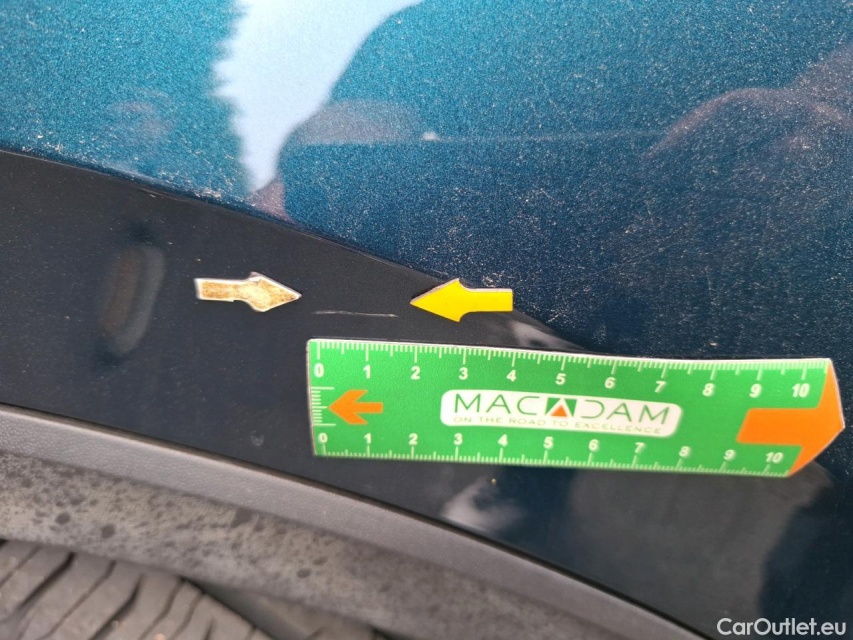 0 1 2 3 4 5 6 7 8 9 10
MACADAM
ON THE ROAD TO EXCELLENCE
0 1 2 3 4 5 6 7 8 9 10
CarOutlet.eu